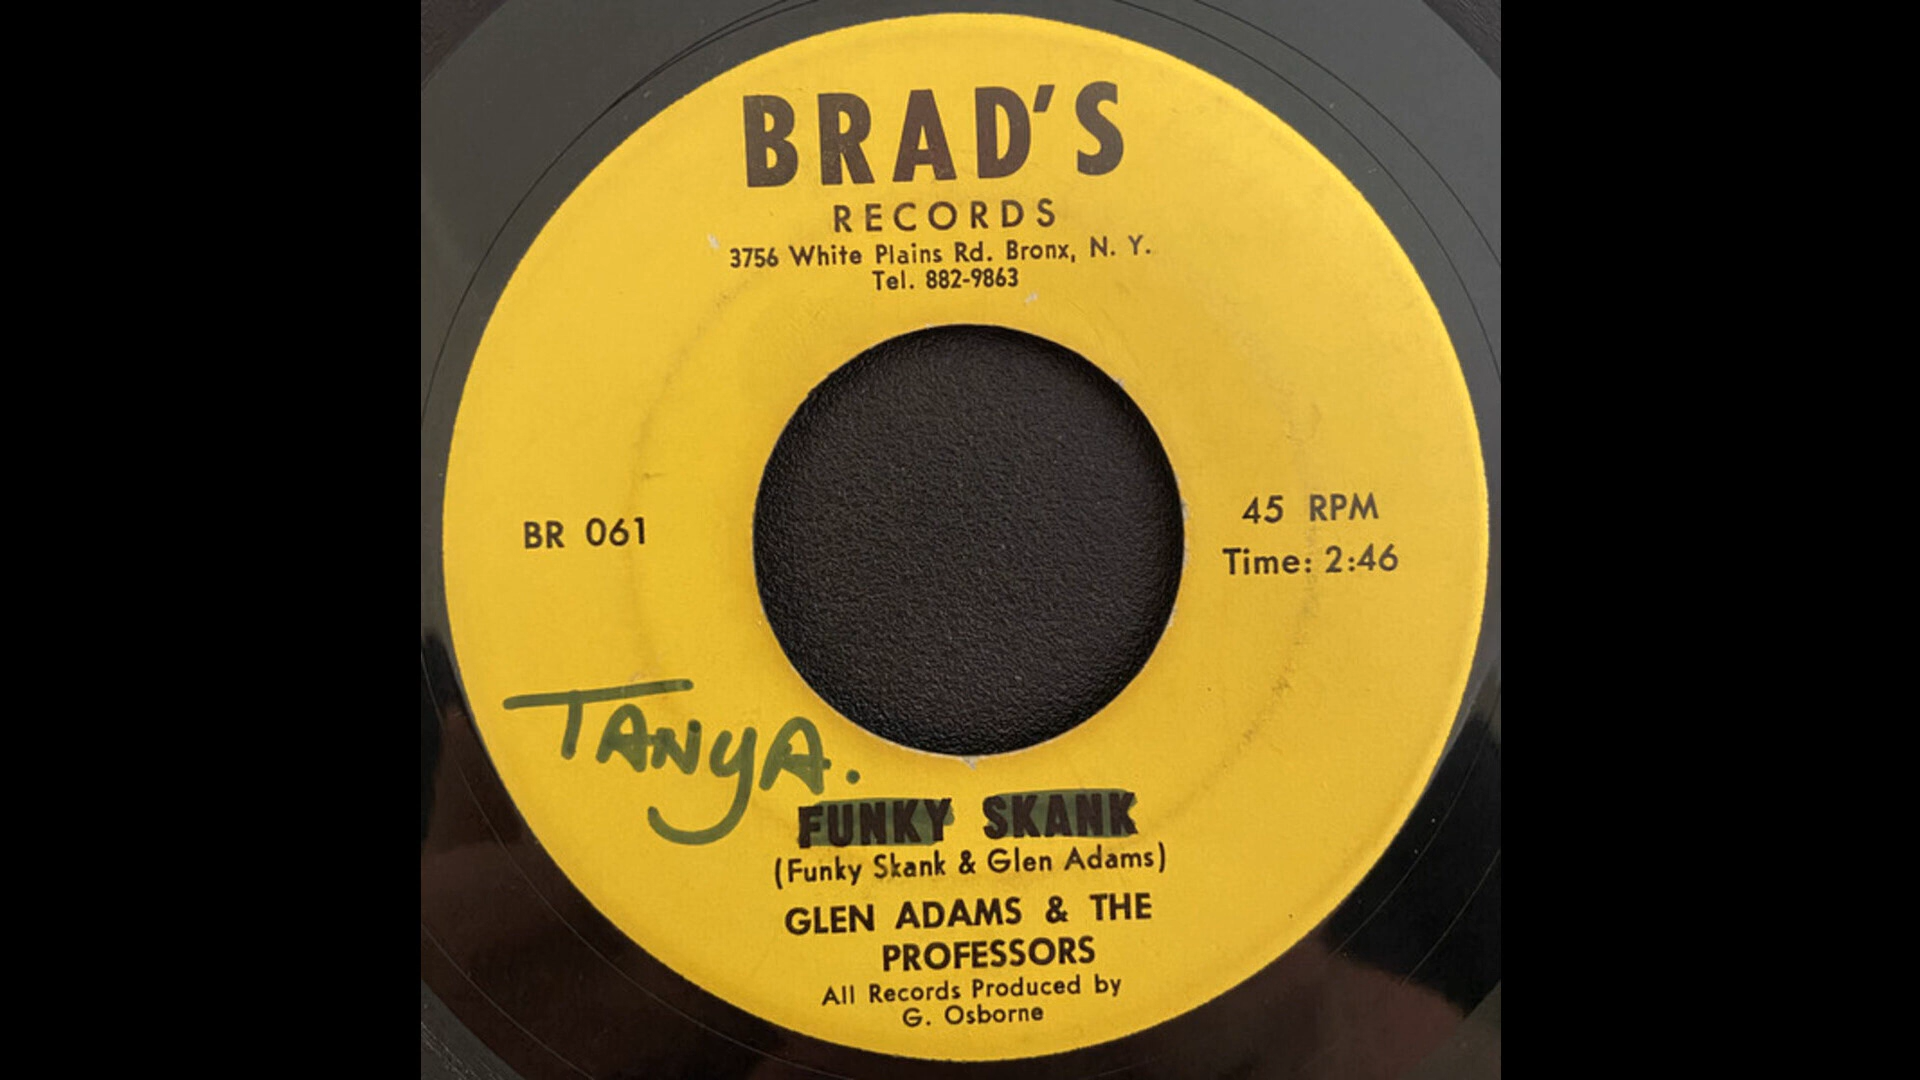 BRAD'S
RECORDS
3756 White Plains Rd. Bronx, N. Y.
Tel. 882-9863
BR 061
45 RPM
Time: 2:46
TANYA.
FUNKY SKANK
(Funky Skank & Glen Adams)
GLEN ADAMS & THE
PROFESSORS
All Records Produced by
G. Osborne